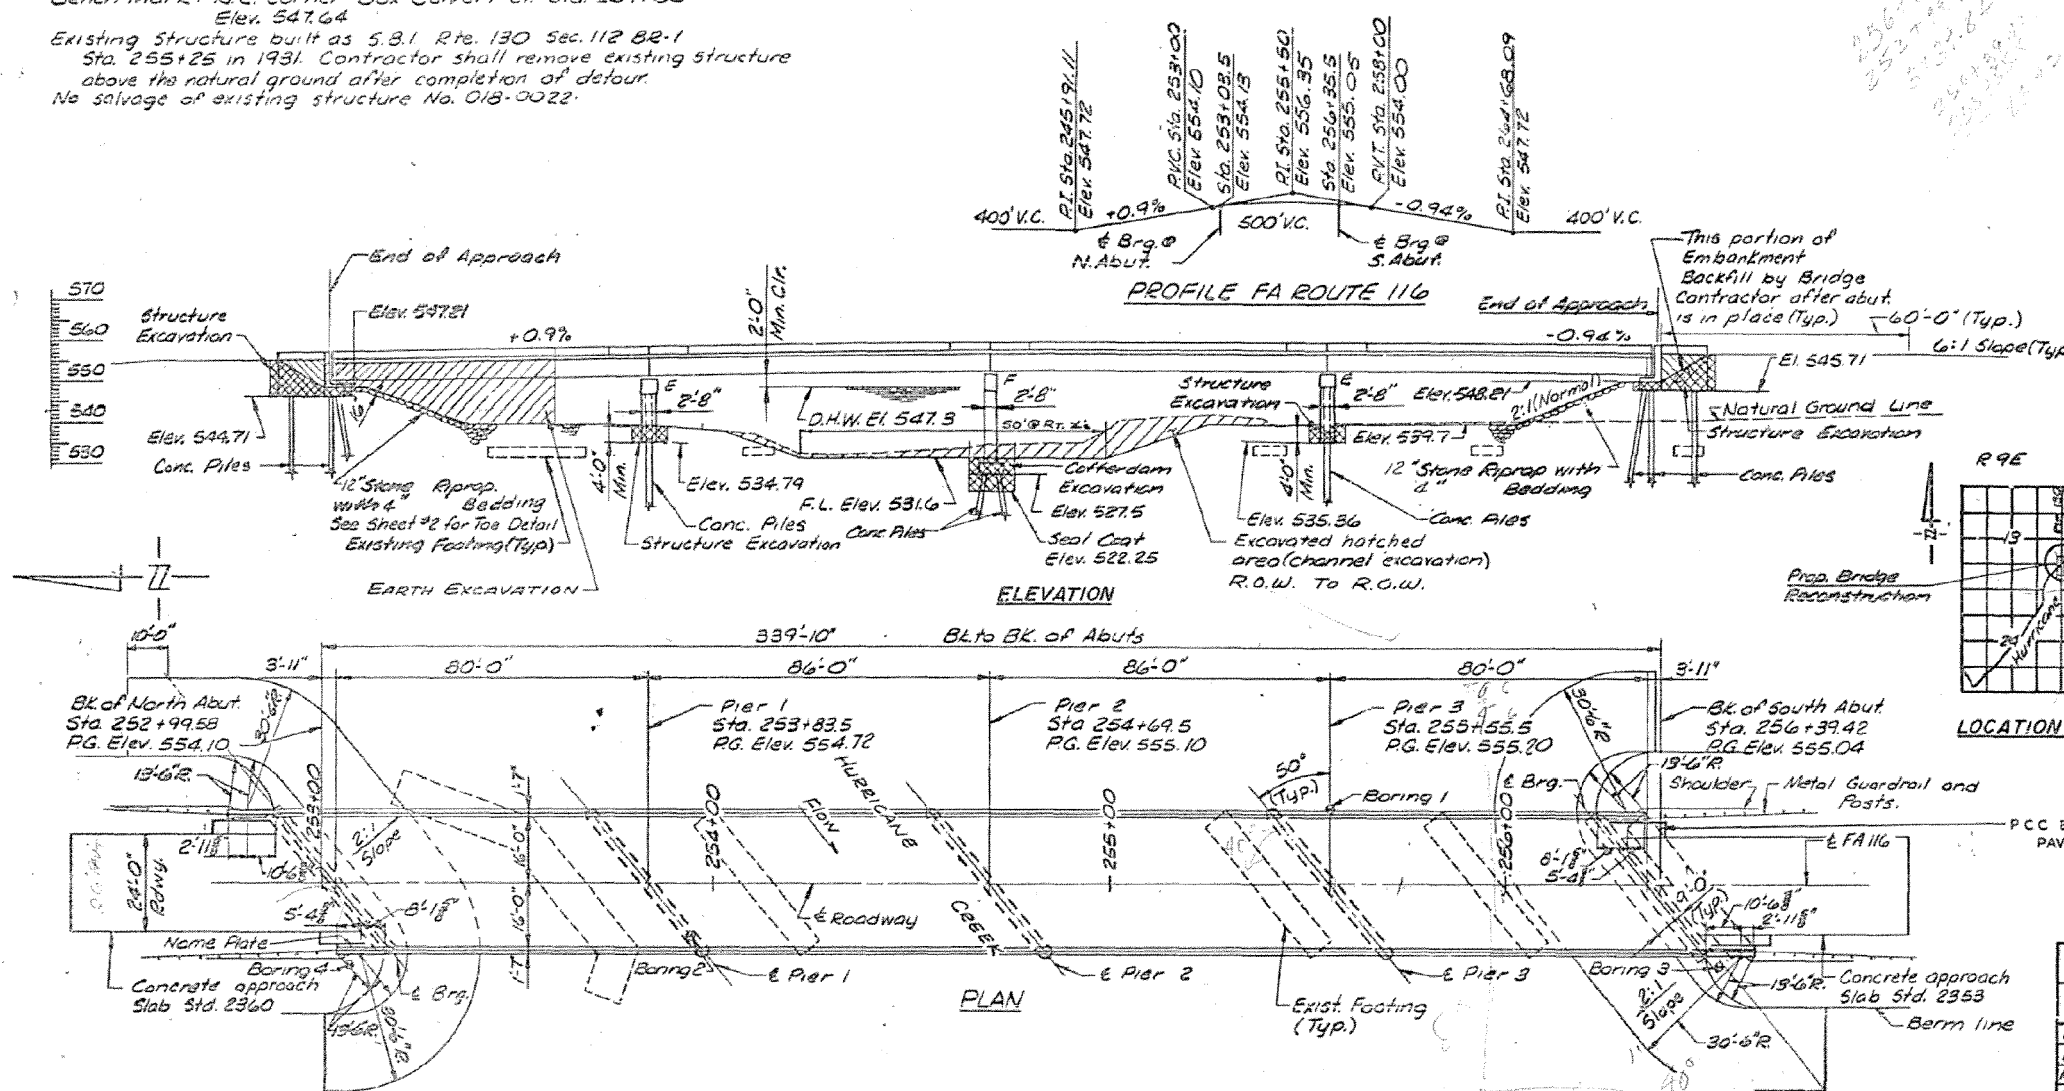 Elev. 547.64
Existing Structure built as S.B.I. Rte. 130 Sec. 112 BR-1
Sta. 255+25 in 1931. Contractor shall remove existing structure
above the natural ground after completion of detour.
No salvage of existing structure No. 018-0022.
P.I. Sta. 245+91.11
Elev. 547.72
P.V.C. Sta. 253+00
Elev. 554.10
Sta. 253+03.5
Elev. 554.13
P.I. Sta. 255+50
Elev. 556.35
Sta. 256+35.5
Elev. 555.05
P.V.T. Sta. 258+00
Elev. 554.00
P.I. Sta. 264+68.09
Elev. 547.72
400' V.C.
+0.9%
500' V.C.
-0.94%
400' V.C.
℄ Brg. @
N. Abut.
℄ Brg @
S. Abut.
PROFILE FA ROUTE 116
End of Approach
570
560
550
540
530
Structure
Excavation
Elev. 547.21
+0.9%
2'-0"
Min. Clr.
End of Approach
-0.94%
This portion of
Embankment
Backfill by Bridge
Contractor after abut.
is in place (Typ.)
60'-0" (Typ.)
6:1 Slope (Typ
El. 545.71
E
2'-8"
D.H.W. El. 547.3
F
2'-8"
50' @ Rt.
Structure
Excavation
E
2'-8"
Elev. 548.21
2:1 (Normal)
Natural Ground Line
Structure Excavation
Elev. 544.71
Conc. Piles
Elev. 539.7
12" Stone Riprap
with 4" Bedding
See Sheet #2 for Toe Detail
Existing Footing (Typ)
4'-0"
Min.
Elev. 534.79
Conc. Piles
Structure Excavation
F.L. Elev. 531.6
Conc. Piles
Cofferdam
Excavation
Elev. 527.5
Seal Coat
Elev. 522.25
4'-0"
Min.
Elev. 535.36
Conc. Piles
Excavated hatched
area (channel excavation)
R.O.W. To R.O.W.
12" Stone Riprap with
4" Bedding
Conc. Piles
EARTH EXCAVATION
ELEVATION
R 9E
19
24
Hurricane
Prop. Bridge
Reconstruction
LOCATION
N
10'-0"
339'-10" Bk. to Bk. of Abuts
3'-11"
80'-0"
86'-0"
86'-0"
80'-0"
3'-11"
Bk. of North Abut.
Sta. 252+99.58
P.G. Elev. 554.10
30'-6"R.
13'-6"R.
Pier 1
Sta. 253+83.5
P.G. Elev. 554.72
Pier 2
Sta 254+69.5
P.G. Elev. 555.10
Pier 3
Sta. 255+55.5
P.G. Elev. 555.20
30'-6"R
Bk. of South Abut.
Sta. 256+39.42
P.G. Elev. 555.04
13'-6"R.
Shoulder
Metal Guardrail and
Posts.
253+00
2:1
Slope
254+00
Flow
HURRICANE
CREEK
255+00
50°
(Typ.)
Boring 1
℄ Brg.
256+00
℄ FA 116
24'-0"
Rdwy.
1'-7"
16'-0"
16'-0"
1'-7"
℄ Roadway
9'-0"
(Typ.)
Name Plate
Boring 4
Concrete approach
Slab Std. 2360
℄ Brg.
13'-6"R.
30'-6"R.
Boring 2
℄ Pier 1
℄ Pier 2
℄ Pier 3
Boring 3
Exist. Footing
(Typ.)
2:1
Slope
13'-6"R.
Concrete approach
Slab Std. 2353
Berm line
30'-6"R.
PLAN